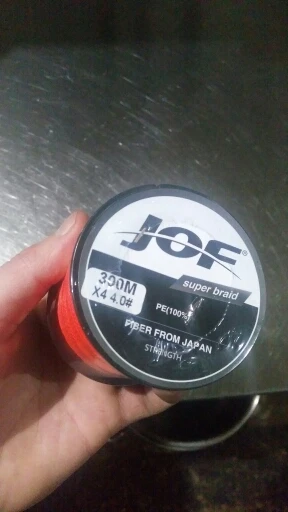 JOF®
super braid
300M
X4 4.0#
PE(100%)
FIBER FROM JAPAN
STRENGTH